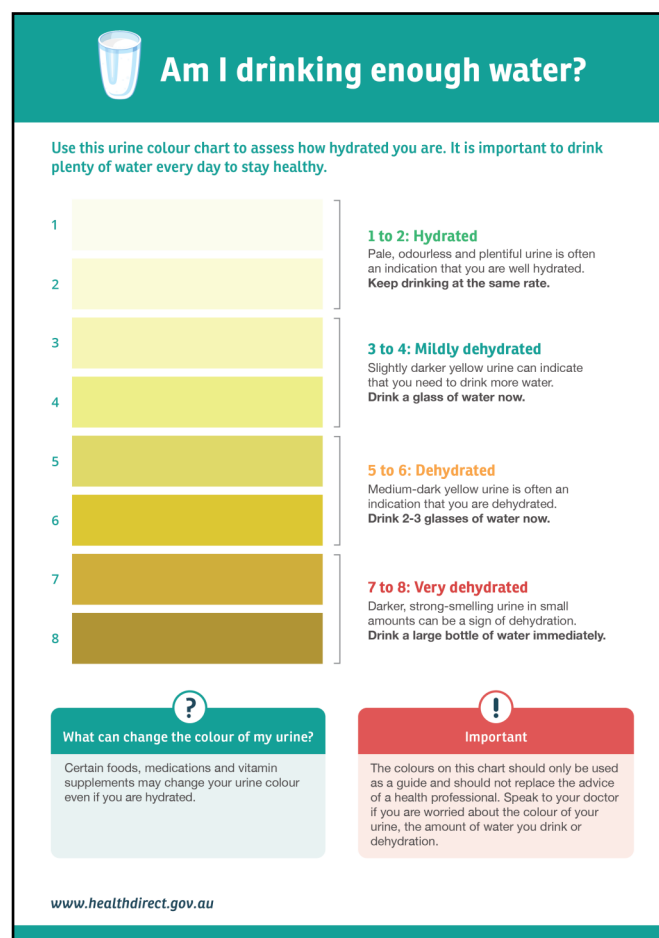 Am I drinking enough water?
Use this urine colour chart to assess how hydrated you are. It is important to drink
plenty of water every day to stay healthy.
1
2
1 to 2: Hydrated
Pale, odourless and plentiful urine is often
an indication that you are well hydrated.
Keep drinking at the same rate.
3
4
3 to 4: Mildly dehydrated
Slightly darker yellow urine can indicate
that you need to drink more water.
Drink a glass of water now.
5
6
5 to 6: Dehydrated
Medium-dark yellow urine is often an
indication that you are dehydrated.
Drink 2-3 glasses of water now.
7
8
7 to 8: Very dehydrated
Darker, strong-smelling urine in small
amounts can be a sign of dehydration.
Drink a large bottle of water immediately.
?
What can change the colour of my urine?
Certain foods, medications and vitamin
supplements may change your urine colour
even if you are hydrated.
!
Important
The colours on this chart should only be used
as a guide and should not replace the advice
of a health professional. Speak to your doctor
if you are worried about the colour of your
urine, the amount of water you drink or
dehydration.
www.healthdirect.gov.au